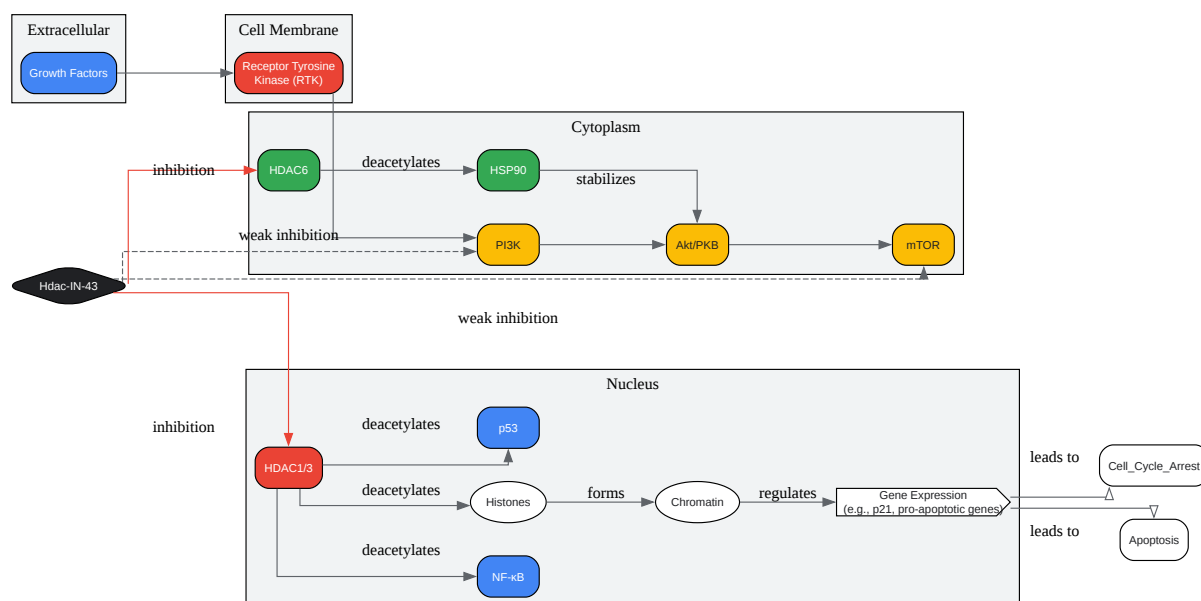 Extracellular
Cell Membrane
Growth Factors
Receptor Tyrosine
Kinase (RTK)
Cytoplasm
inhibition
HDAC6
deacetylates
HSP90
stabilizes
weak inhibition
PI3K
Akt/PKB
mTOR
Hdac-IN-43
weak inhibition
Nucleus
inhibition
deacetylates
p53
HDAC1/3
leads to
Cell_Cycle_Arrest
deacetylates
Histones
forms
Chromatin
regulates
Gene Expression
(e.g., p21, pro-apoptotic genes)
leads to
Apoptosis
deacetylates
NF-κB